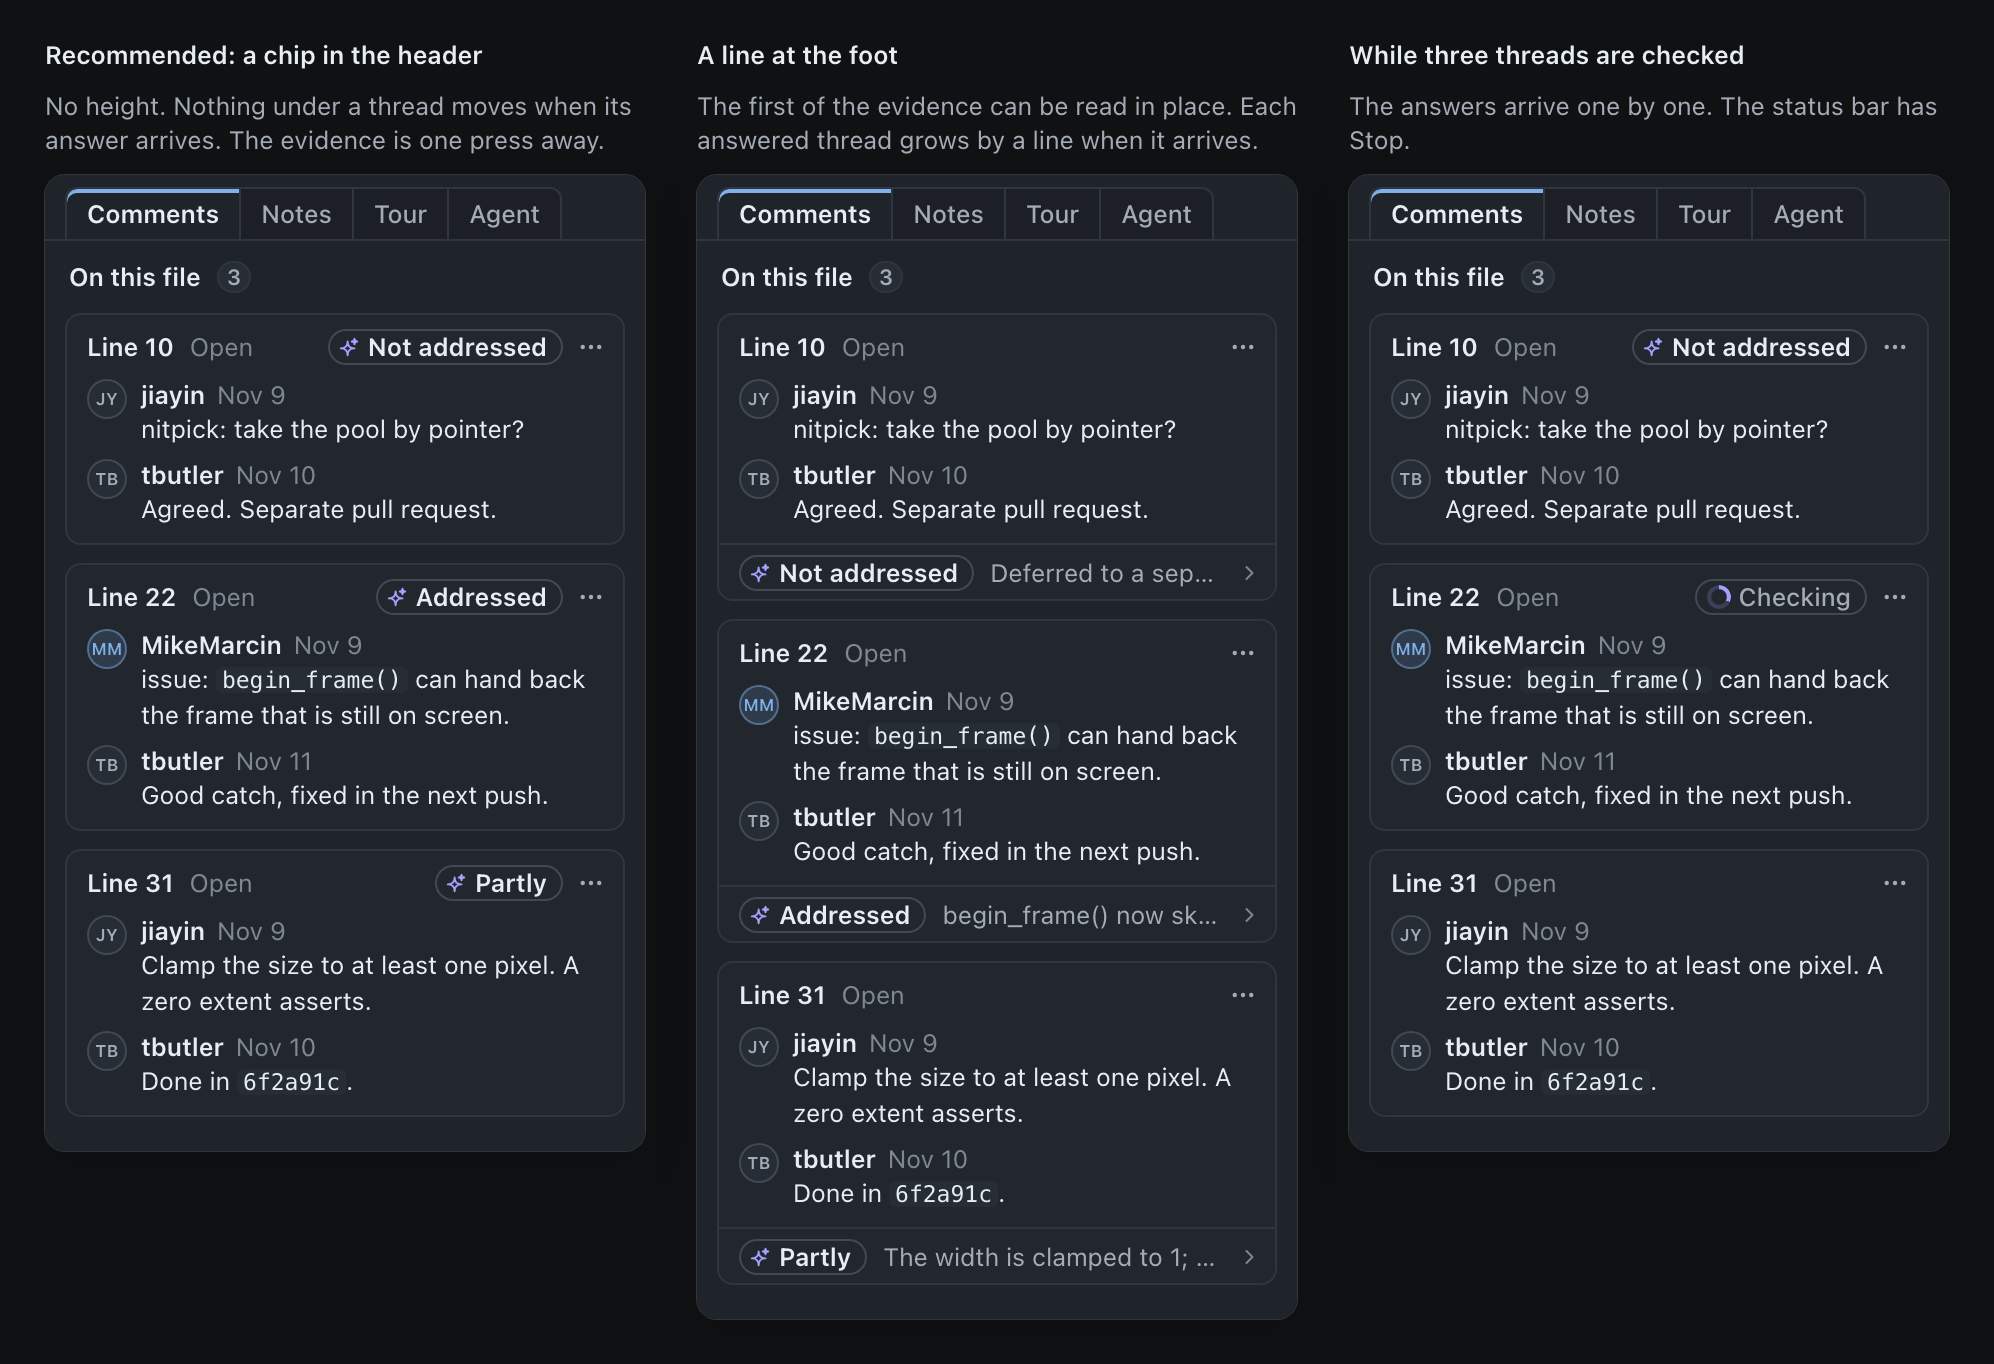 Recommended: a chip in the header
No height. Nothing under a thread moves when its
answer arrives. The evidence is one press away.
Comments
Notes
Tour
Agent
On this file 3
Line 10 Open Not addressed ...
JY jiayin Nov 9
nitpick: take the pool by pointer?
TB tbutler Nov 10
Agreed. Separate pull request.
Line 22 Open Addressed ...
MM MikeMarcin Nov 9
issue: begin_frame() can hand back
the frame that is still on screen.
TB tbutler Nov 11
Good catch, fixed in the next push.
Line 31 Open Partly ...
JY jiayin Nov 9
Clamp the size to at least one pixel. A
zero extent asserts.
TB tbutler Nov 10
Done in 6f2a91c.
A line at the foot
The first of the evidence can be read in place. Each
answered thread grows by a line when it arrives.
Comments
Notes
Tour
Agent
On this file 3
Line 10 Open ...
JY jiayin Nov 9
nitpick: take the pool by pointer?
TB tbutler Nov 10
Agreed. Separate pull request.
Not addressed Deferred to a sep...
Line 22 Open ...
MM MikeMarcin Nov 9
issue: begin_frame() can hand back
the frame that is still on screen.
TB tbutler Nov 11
Good catch, fixed in the next push.
Addressed begin_frame() now sk...
Line 31 Open ...
JY jiayin Nov 9
Clamp the size to at least one pixel. A
zero extent asserts.
TB tbutler Nov 10
Done in 6f2a91c.
Partly The width is clamped to 1; ...
While three threads are checked
The answers arrive one by one. The status bar has
Stop.
Comments
Notes
Tour
Agent
On this file 3
Line 10 Open Not addressed ...
JY jiayin Nov 9
nitpick: take the pool by pointer?
TB tbutler Nov 10
Agreed. Separate pull request.
Line 22 Open Checking ...
MM MikeMarcin Nov 9
issue: begin_frame() can hand back
the frame that is still on screen.
TB tbutler Nov 11
Good catch, fixed in the next push.
Line 31 Open ...
JY jiayin Nov 9
Clamp the size to at least one pixel. A
zero extent asserts.
TB tbutler Nov 10
Done in 6f2a91c.